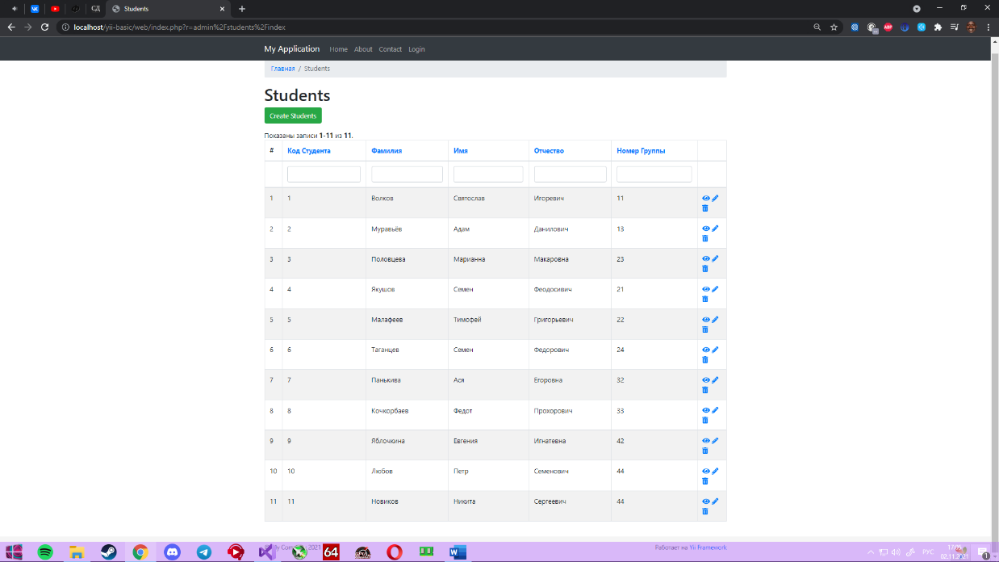 СД
Students
localhost/yii-basic/web/index.php?r=admin%2Fstudents%2Findex
ABP
My Application Home About Contact Login
Главная / Students
Students
Create Students
Показаны записи 1-11 из 11.
# Код Студента Фамилия Имя Отчество Номер Группы
1 1 Волков Святослав Игоревич 11
2 2 Муравьёв Адам Данилович 13
3 3 Половцева Марианна Макаровна 23
4 4 Якушов Семен Феодосивич 21
5 5 Малафеев Тимофей Григорьевич 22
6 6 Таганцев Семен Федорович 24
7 7 Панькива Ася Егоровна 32
8 8 Кочкорбаев Федот Прохорович 33
9 9 Яблочкина Евгения Игнатевна 42
10 10 Любов Петр Семенович 44
11 11 Новиков Никита Сергеевич 44
2021 Работает на Yii Framework
64
РУС
02.11.2021
1